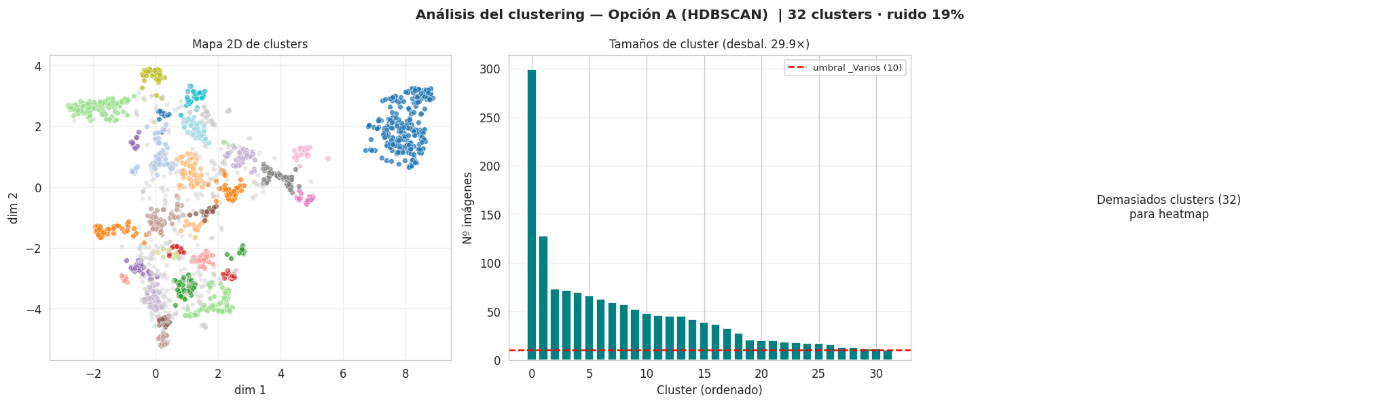 Análisis del clustering — Opción A (HDBSCAN)  | 32 clusters · ruido 19%
Mapa 2D de clusters
4
2
0
−2
−4
dim 2
−2
0
2
4
6
8
dim 1
Tamaños de cluster (desbal. 29.9×)
umbral _Varios (10)
300
250
200
150
100
50
0
Nº imágenes
0
5
10
15
20
25
30
Cluster (ordenado)
Demasiados clusters (32)
para heatmap